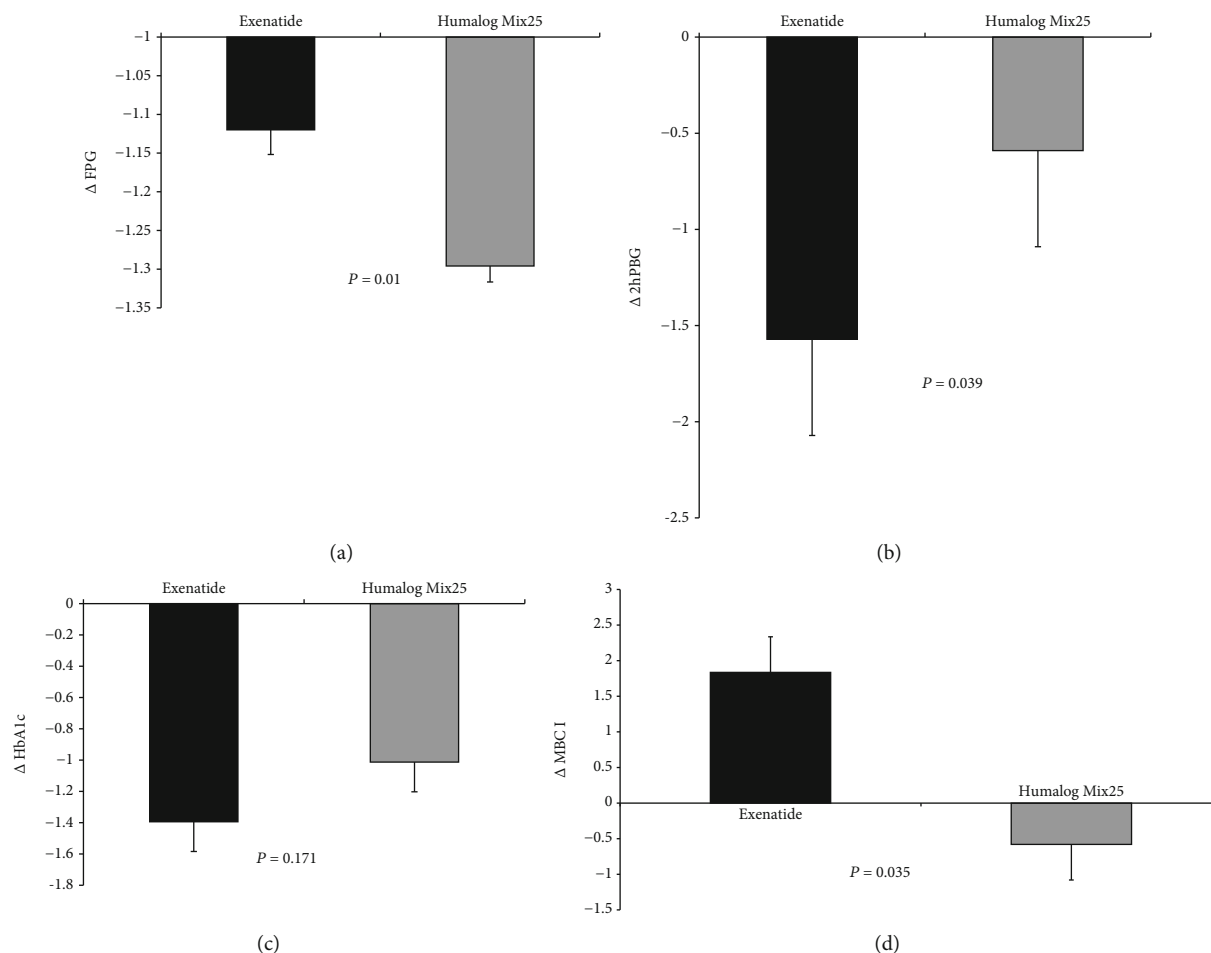 Exenatide
Humalog Mix25
−1
−1.05
−1.1
−1.15
−1.2
−1.25
−1.3
−1.35
Δ FPG
P = 0.01
(a)
Exenatide
Humalog Mix25
0
−0.5
−1
−1.5
−2
-2.5
Δ 2hPBG
P = 0.039
(b)
Exenatide
Humalog Mix25
0
−0.2
−0.4
−0.6
−0.8
−1
−1.2
−1.4
−1.6
-1.8
Δ HbA1c
P = 0.171
(c)
3
2.5
2
1.5
1
0.5
0
−0.5
−1
−1.5
Δ MBC I
Exenatide
Humalog Mix25
P = 0.035
(d)